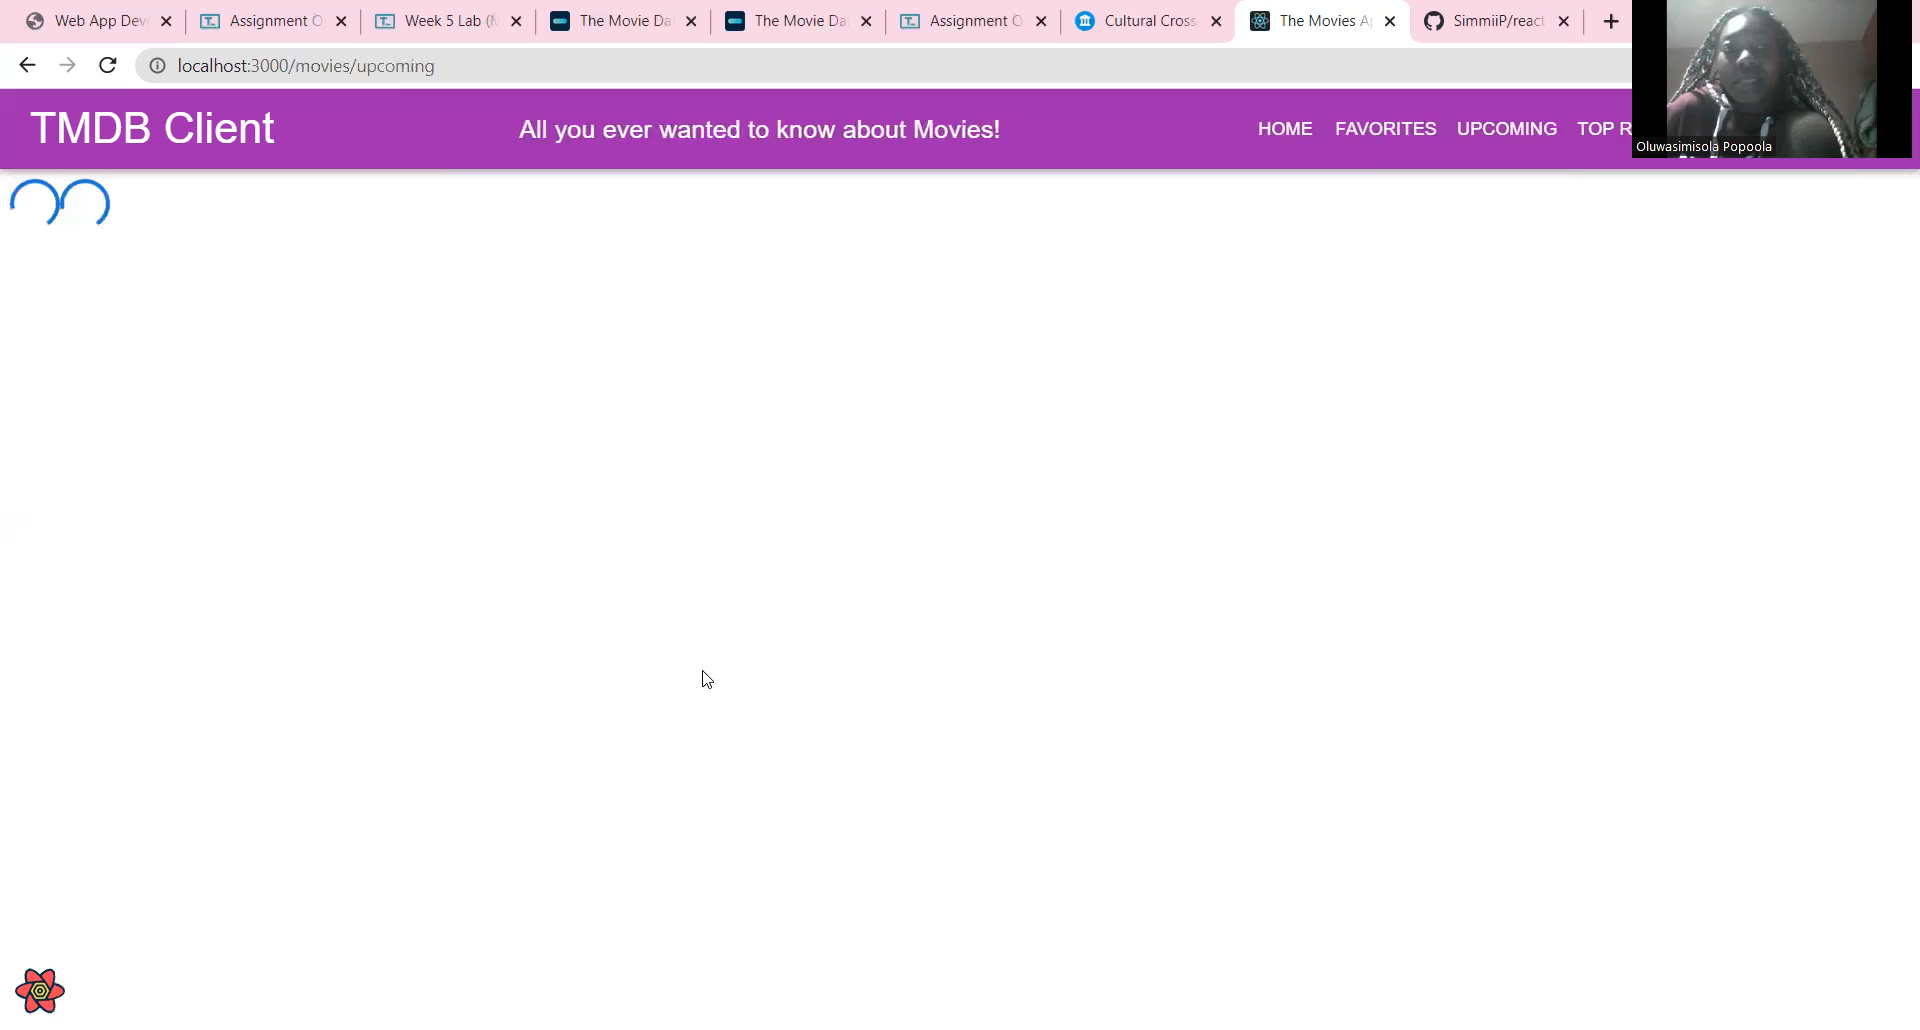 Web App Dev
Assignment O
Week 5 Lab (M
The Movie Da
The Movie Da
Assignment O
Cultural Cross
The Movies A
SimmiiP/react
localhost:3000/movies/upcoming
TMDB Client
All you ever wanted to know about Movies!
HOME
FAVORITES
UPCOMING
TOP R
Oluwasimisola Popoola